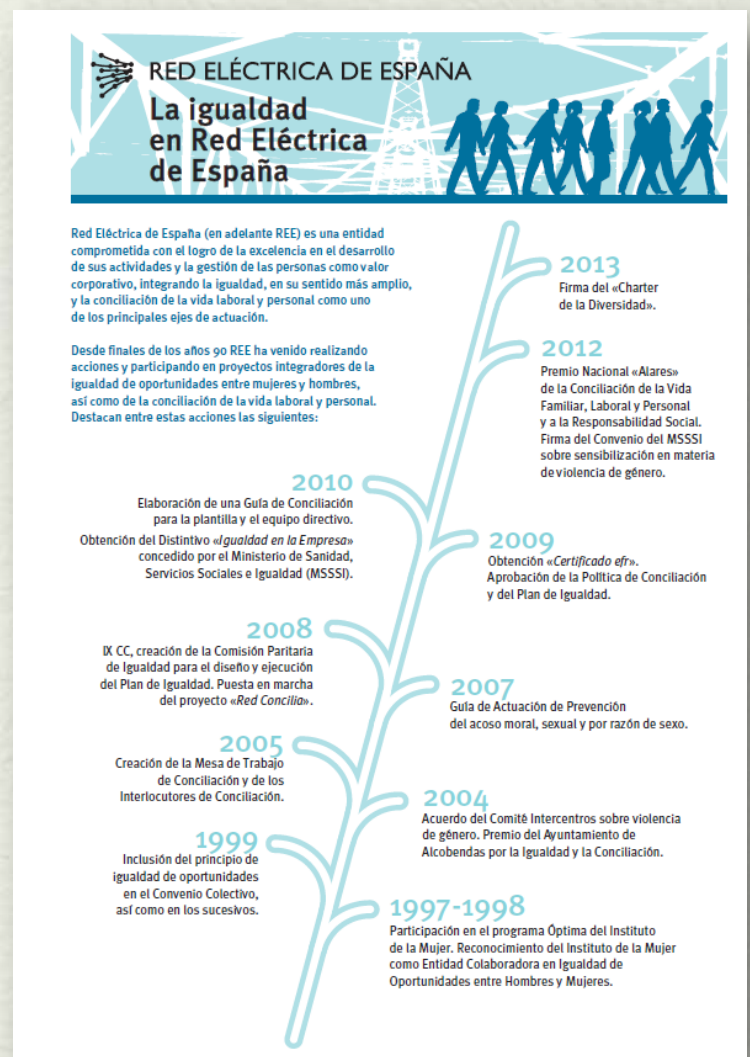 RED ELÉCTRICA DE ESPAÑA
La igualdad
en Red Eléctrica
de España
Red Eléctrica de España (en adelante REE) es una entidad
comprometida con el logro de la excelencia en el desarrollo
de sus actividades y la gestión de las personas como valor
corporativo, integrando la igualdad, en su sentido más amplio,
y la conciliación de la vida laboral y personal como uno
de los principales ejes de actuación.
Desde finales de los años 90 REE ha venido realizando
acciones y participando en proyectos integradores de la
igualdad de oportunidades entre mujeres y hombres,
así como de la conciliación de la vida laboral y personal.
Destacan entre estas acciones las siguientes:
2013
Firma del «Charter
de la Diversidad».
2012
Premio Nacional «Alares»
de la Conciliación de la Vida
Familiar, Laboral y Personal
y a la Responsabilidad Social.
Firma del Convenio del MSSSI
sobre sensibilización en materia
de violencia de género.
2010
Elaboración de una Guía de Conciliación
para la plantilla y el equipo directivo.
Obtención del Distintivo «Igualdad en la Empresa»
concedido por el Ministerio de Sanidad,
Servicios Sociales e Igualdad (MSSSI).
2009
Obtención «Certificado efr».
Aprobación de la Política de Conciliación
y del Plan de Igualdad.
2008
IX CC, creación de la Comisión Paritaria
de Igualdad para el diseño y ejecución
del Plan de Igualdad. Puesta en marcha
del proyecto «Red Concilia».
2007
Guía de Actuación de Prevención
del acoso moral, sexual y por razón de sexo.
2005
Creación de la Mesa de Trabajo
de Conciliación y de los
Interlocutores de Conciliación.
2004
Acuerdo del Comité Intercentros sobre violencia
de género. Premio del Ayuntamiento de
Alcobendas por la Igualdad y la Conciliación.
1999
Inclusión del principio de
igualdad de oportunidades
en el Convenio Colectivo,
así como en los sucesivos.
1997-1998
Participación en el programa Óptima del Instituto
de la Mujer. Reconocimiento del Instituto de la Mujer
como Entidad Colaboradora en Igualdad de
Oportunidades entre Hombres y Mujeres.